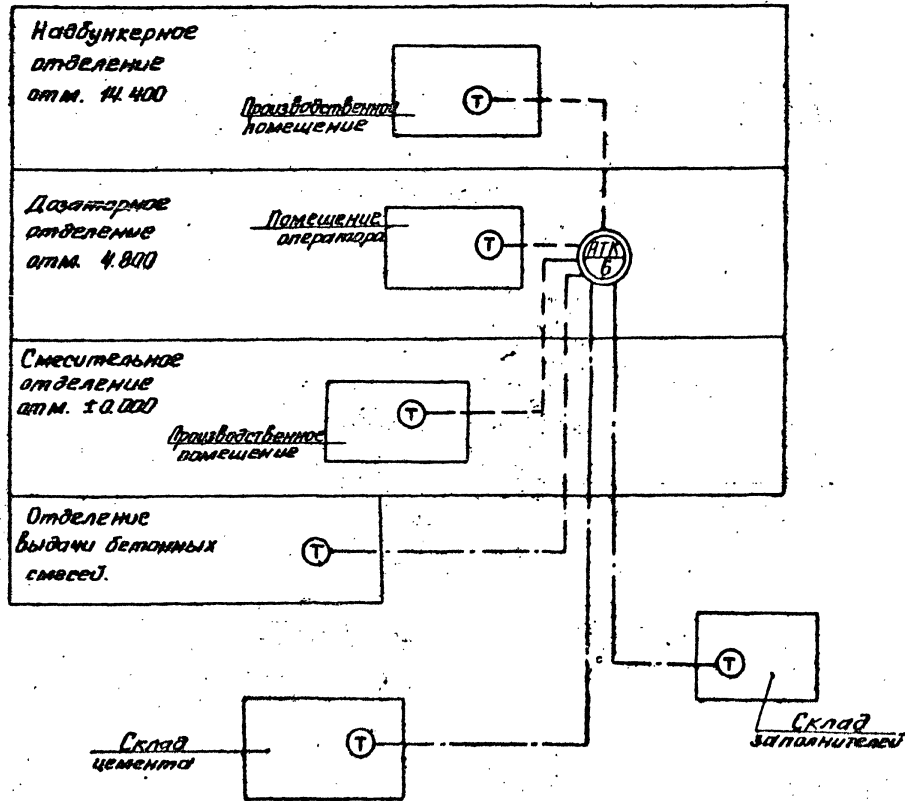 Надбункерное
отделение
отм. 14.400
Производственное
помещение
Т
Дозаторное
отделение
отм. 4.800
Помещение
оператора
Т
АТК
6
Смесительное
отделение
отм. ±0.000
Производственное
помещение
Т
Отделение
выдачи бетонных
смесей.
Т
Т
Склад
заполнителей
Склад
цемента
Т